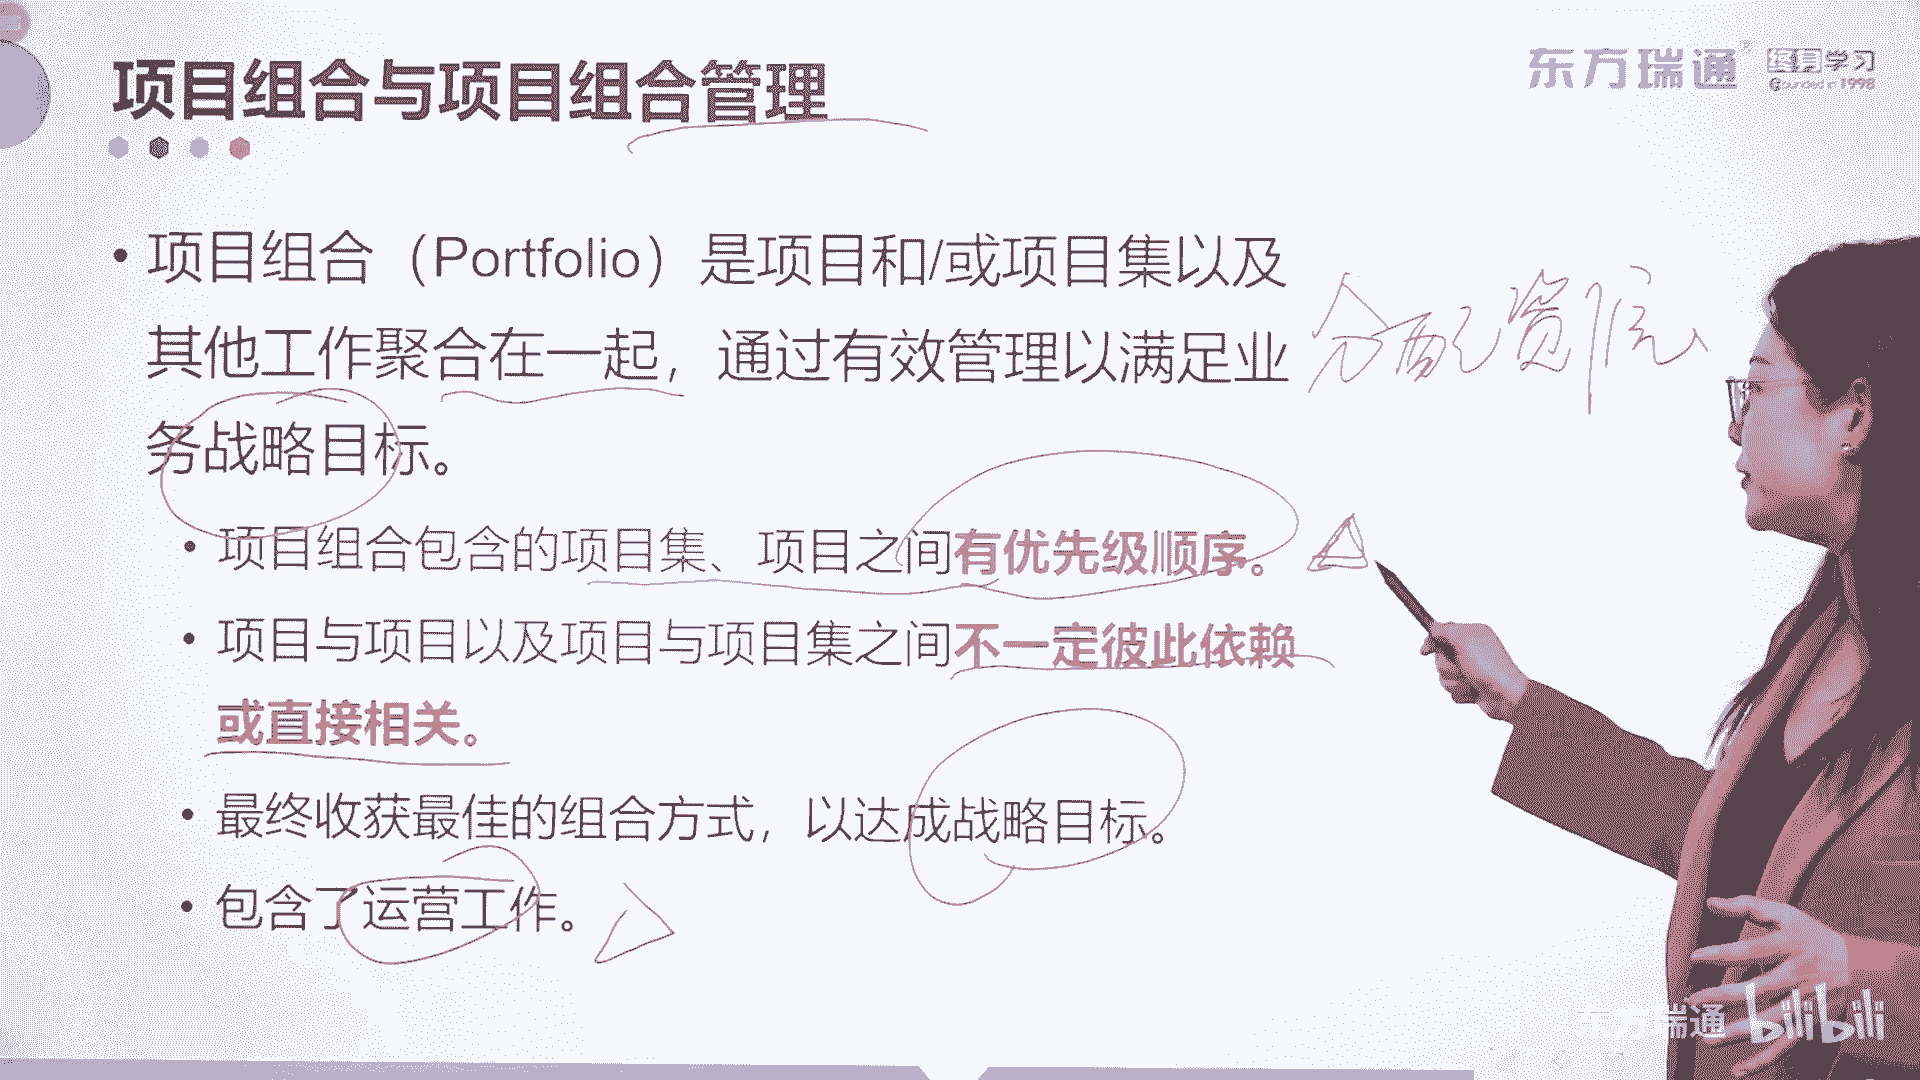 项目组合与项目组合管理
东方瑞通 终身学习
Founded in 1998
• 项目组合（Portfolio）是项目和/或项目集以及
其他工作聚合在一起，通过有效管理以满足业
务战略目标。
分配资源
• 项目组合包含的项目集、项目之间有优先级顺序。
• 项目与项目以及项目与项目集之间不一定彼此依赖
或直接相关。
• 最终收获最佳的组合方式，以达成战略目标。
• 包含了运营工作。
东方瑞通 bilibili